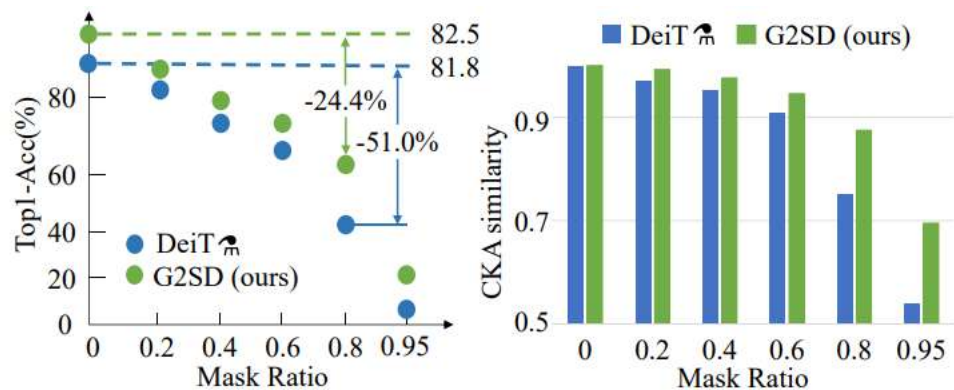 82.5
81.8
80
60
40
20
0
Top1-Acc(%)
-24.4%
-51.0%
DeiT⚗
G2SD (ours)
0 0.2 0.4 0.6 0.8 0.95
Mask Ratio
DeiT⚗ G2SD (ours)
0.9
0.7
0.5
CKA similarity
0 0.2 0.4 0.6 0.8 0.95
Mask Ratio